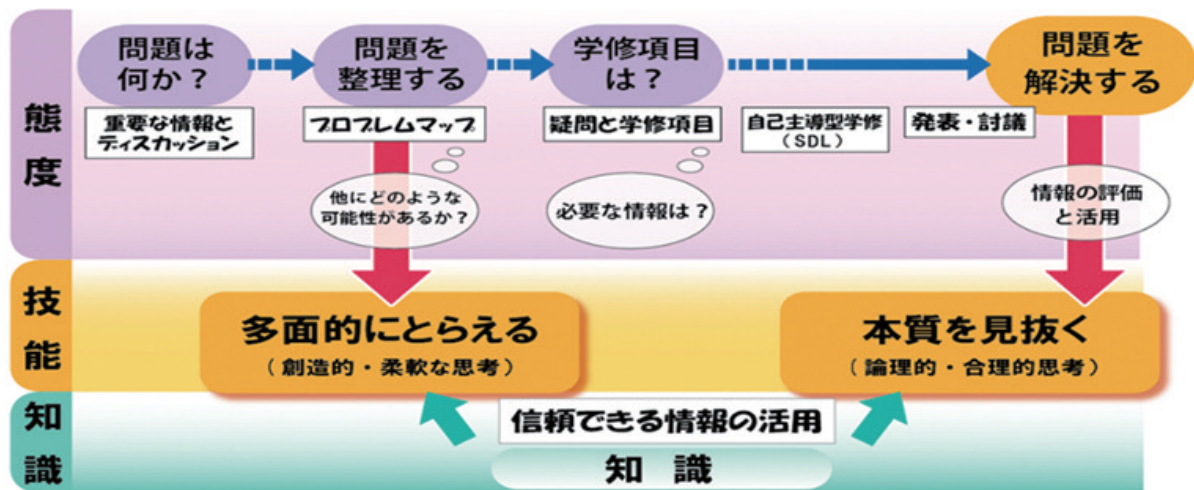 態度
問題は
何か？
問題を
整理する
学修項目
は？
問題を
解決する
重要な情報と
ディスカッション
プロブレムマップ
疑問と学修項目
自己主導型学修
（SDL）
発表・討議
他にどのような
可能性があるか？
必要な情報は？
情報の評価
と活用
技能
多面的にとらえる
（創造的・柔軟な思考）
本質を見抜く
（論理的・合理的思考）
知識
信頼できる情報の活用
知識